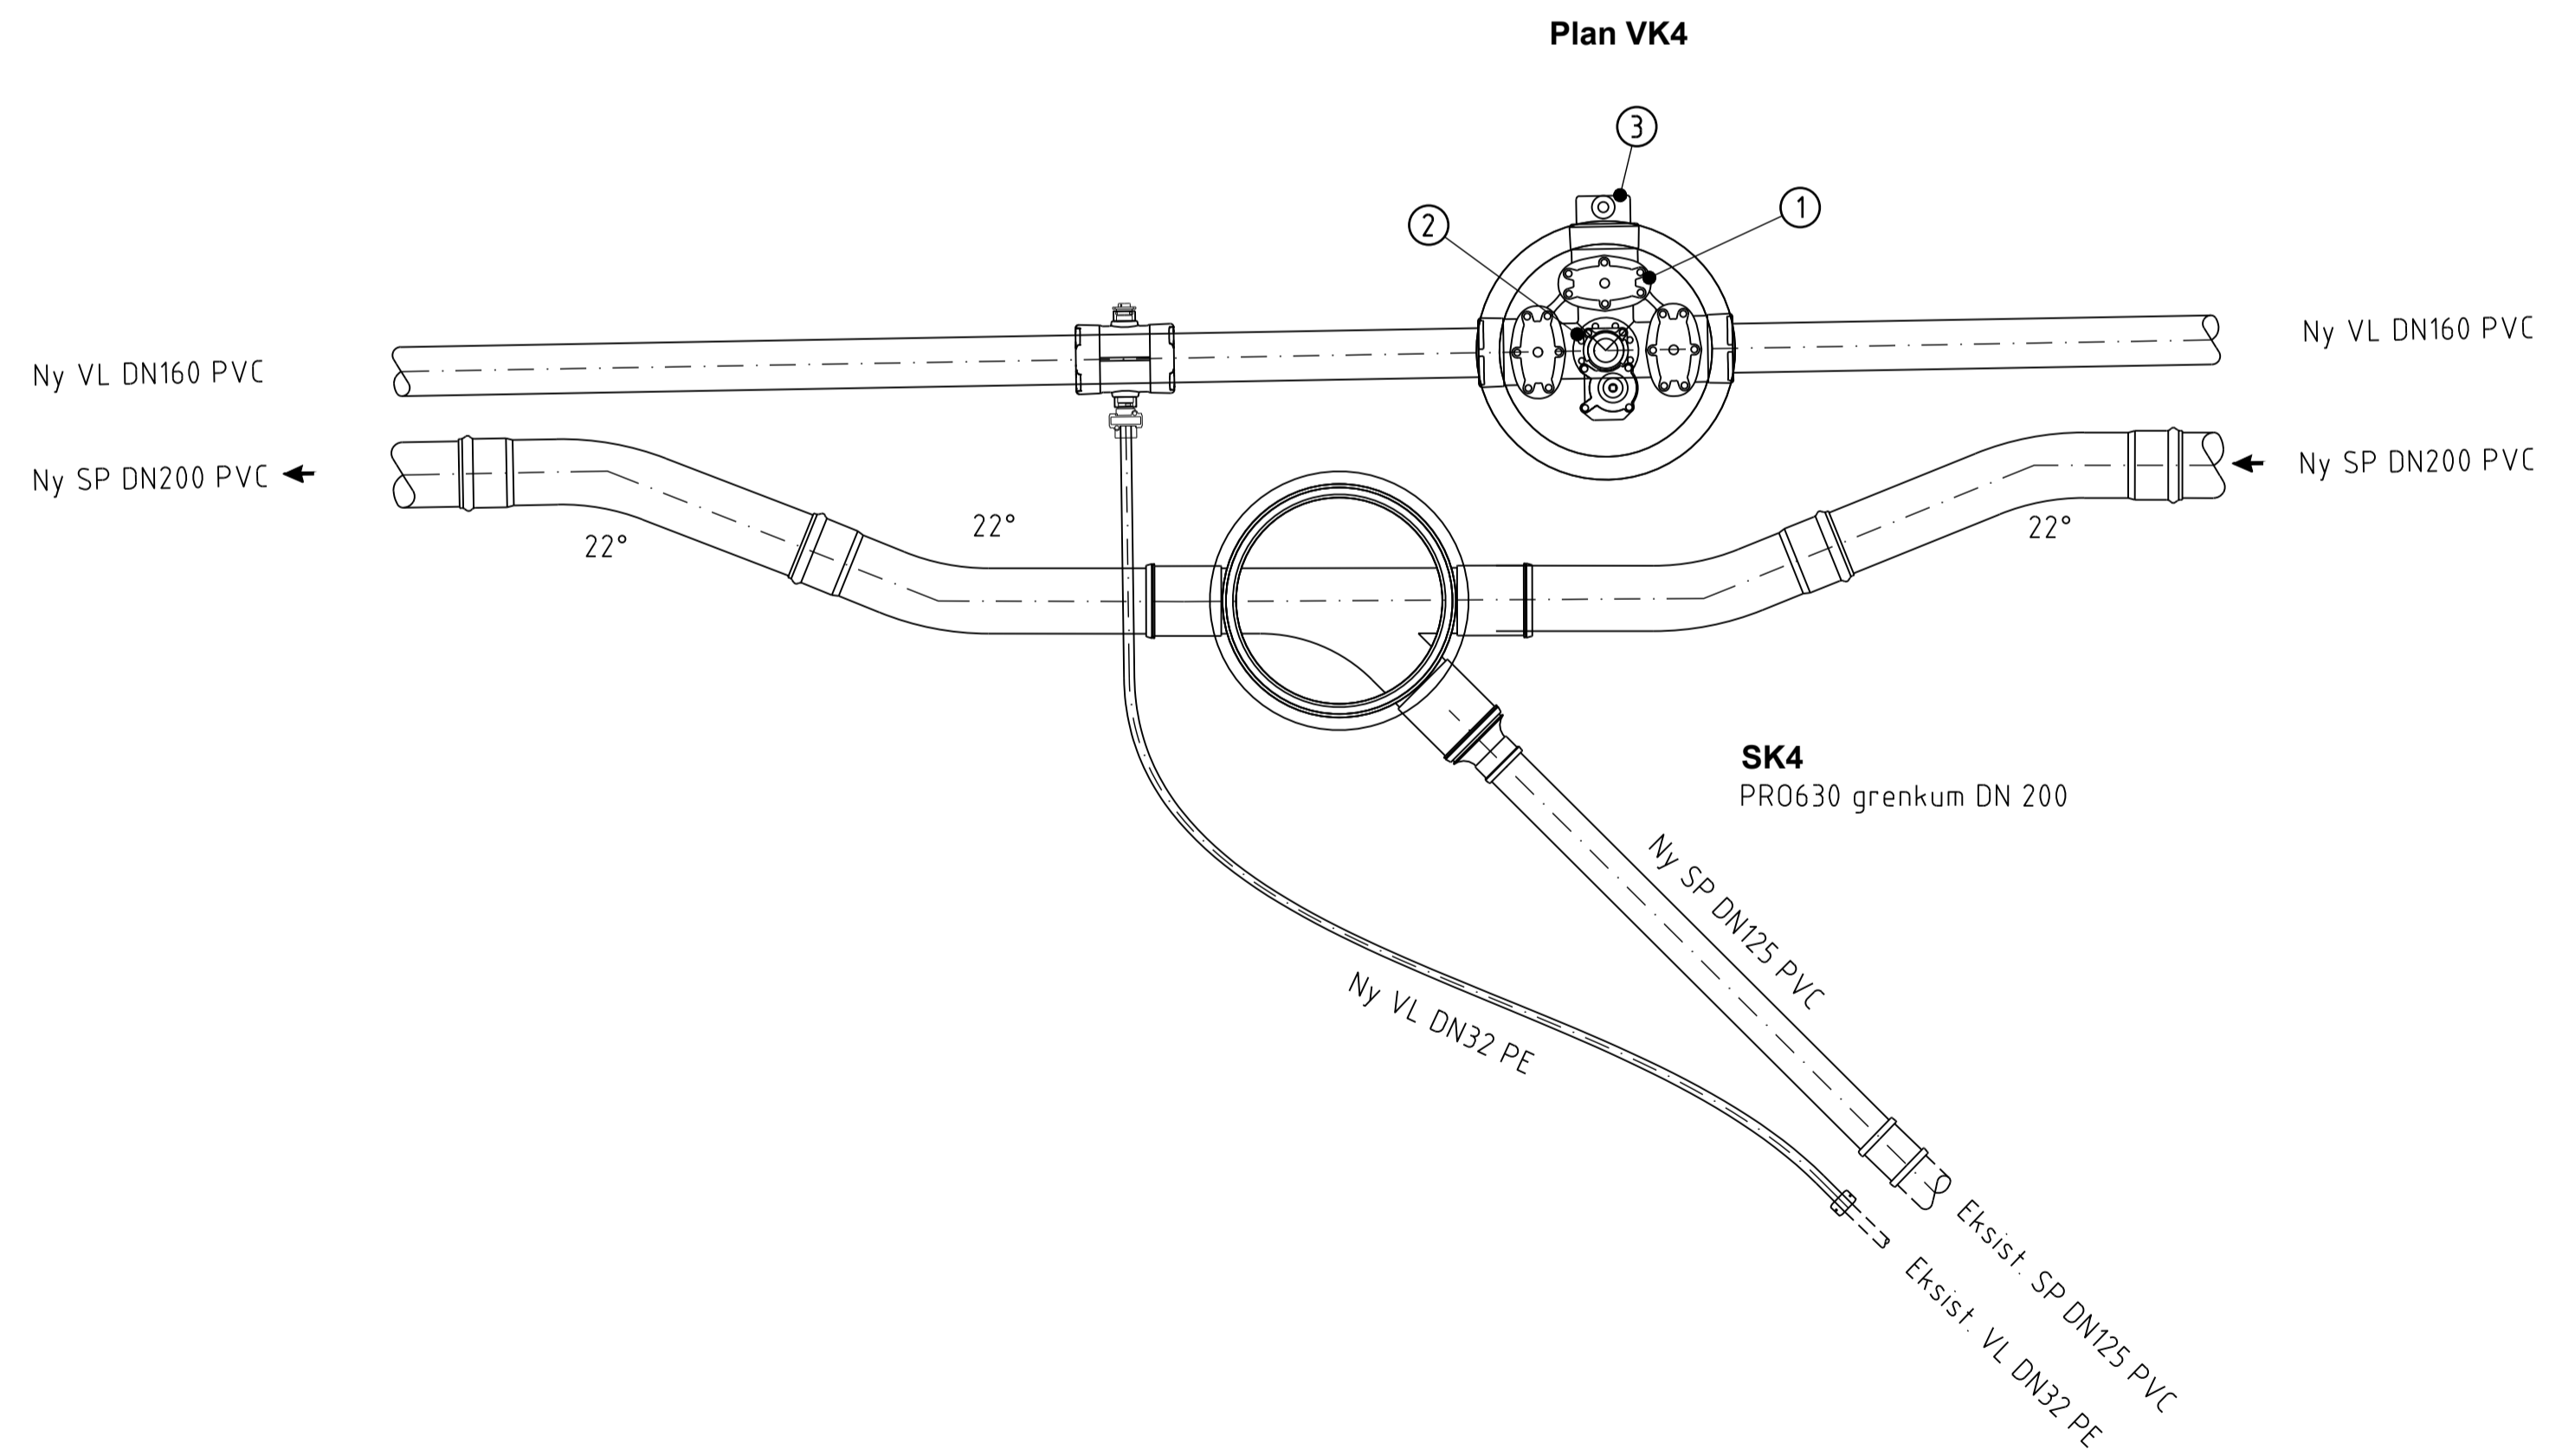 Plan VK4
3
1
2
Ny VL DN160 PVC
Ny VL DN160 PVC
Ny SP DN200 PVC
Ny SP DN200 PVC
22°
22°
22°
SK4
PRO630 grenkum DN 200
Ny SP DN125 PVC
Ny VL DN32 PE
Eksist. SP DN125 PVC
Eksist. VL DN32 PE